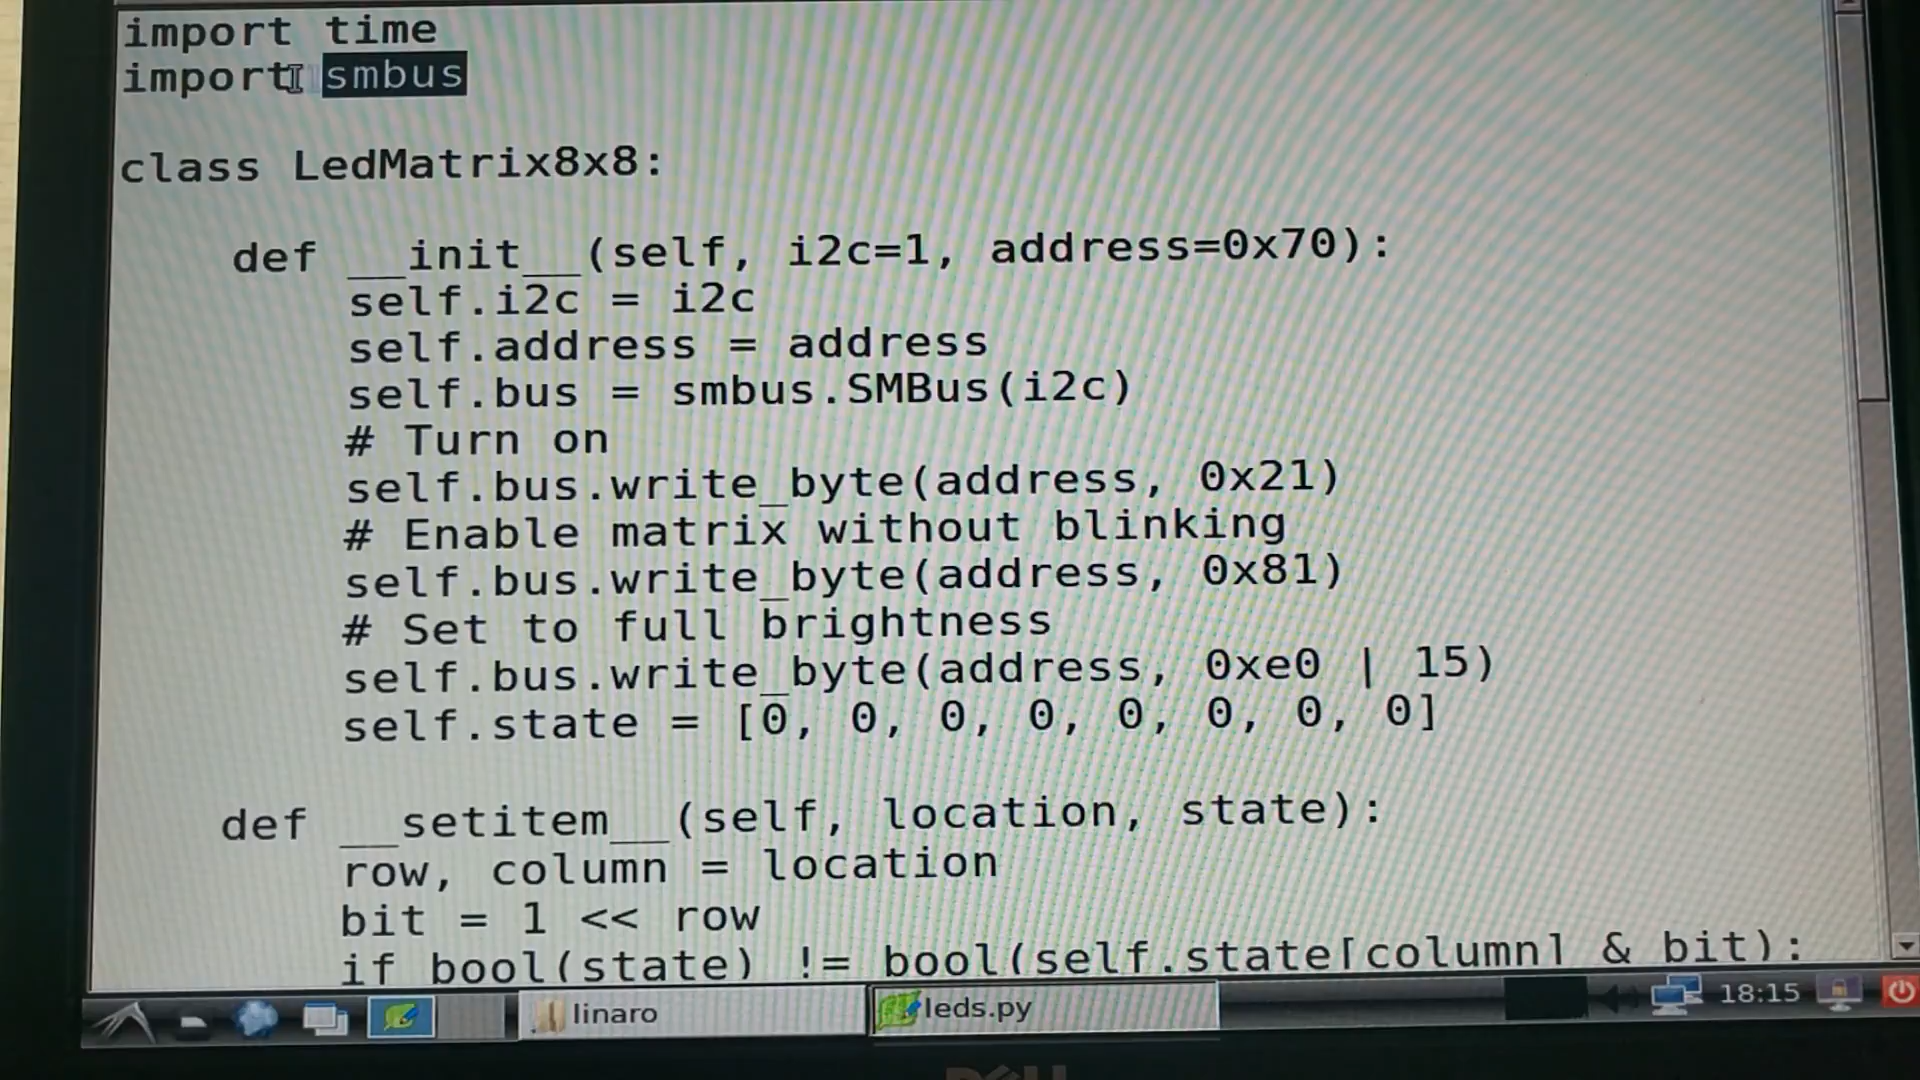 import time
import smbus
class LedMatrix8x8:
def __init__(self, i2c=1, address=0x70):
self.i2c = i2c
self.address = address
self.bus = smbus.SMBus(i2c)
# Turn on
self.bus.write_byte(address, 0x21)
# Enable matrix without blinking
self.bus.write_byte(address, 0x81)
# Set to full brightness
self.bus.write_byte(address, 0xe0 | 15)
self.state = [0, 0, 0, 0, 0, 0, 0, 0]
def __setitem__(self, location, state):
row, column = location
bit = 1 << row
if bool(state) != bool(self.state[column] & bit):
linaro
leds.py
18:15
DELL